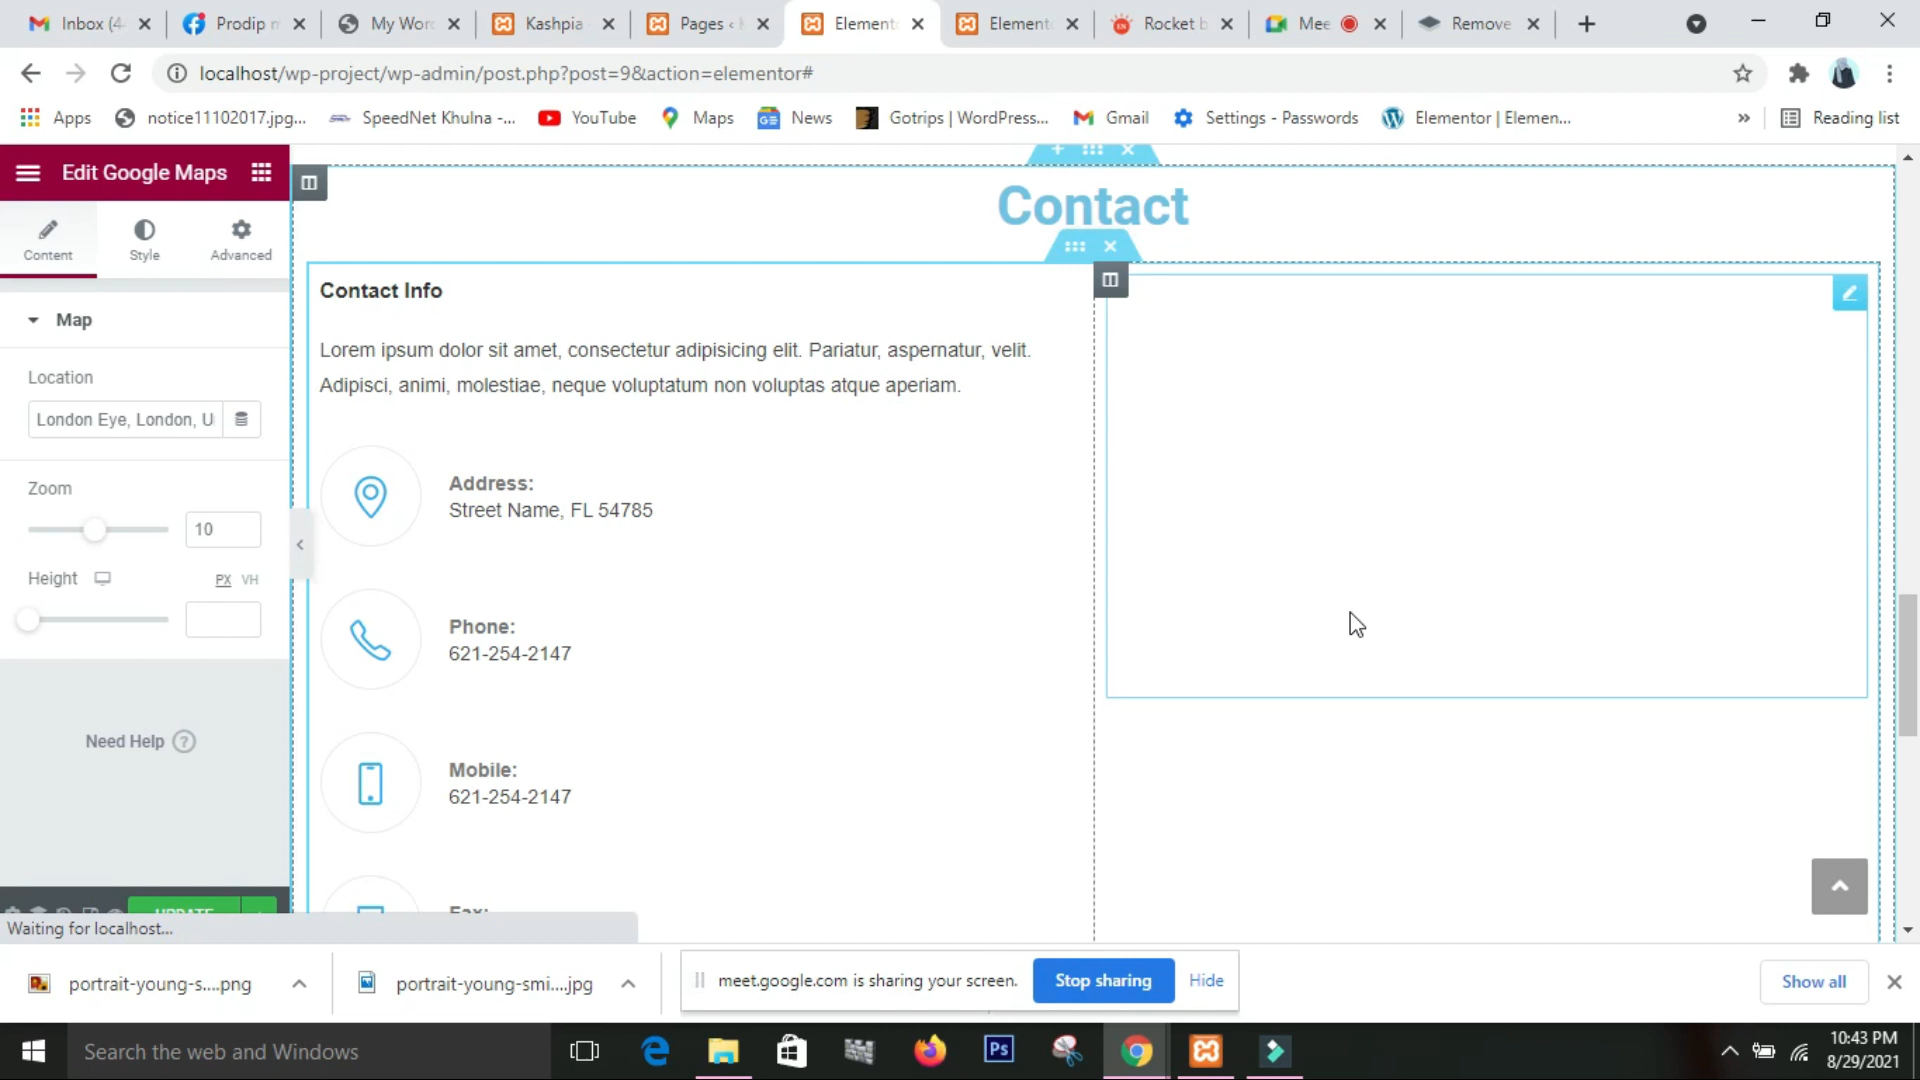 Inbox (4
Prodip m
My Word
Kashpia
Pages ‹ K
Element
Element
Rocket b
Mee
Remove
localhost/wp-project/wp-admin/post.php?post=9&action=elementor#
Apps
notice11102017.jpg...
SpeedNet Khulna -...
YouTube
Maps
News
Gotrips | WordPress...
Gmail
Settings - Passwords
Elementor | Elemen...
»
Reading list
Edit Google Maps
Content
Style
Advanced
Map
Location
London Eye, London, U
Zoom
10
Height
PX
VH
Need Help
UPDATE
Waiting for localhost...
Contact
Contact Info
Lorem ipsum dolor sit amet, consectetur adipisicing elit. Pariatur, aspernatur, velit.
Adipisci, animi, molestiae, neque voluptatum non voluptas atque aperiam.
Address:
Street Name, FL 54785
Phone:
621-254-2147
Mobile:
621-254-2147
Fax:
portrait-young-s....png
portrait-young-smi....jpg
meet.google.com is sharing your screen.
Stop sharing
Hide
Show all
Search the web and Windows
Ps
10:43 PM
8/29/2021